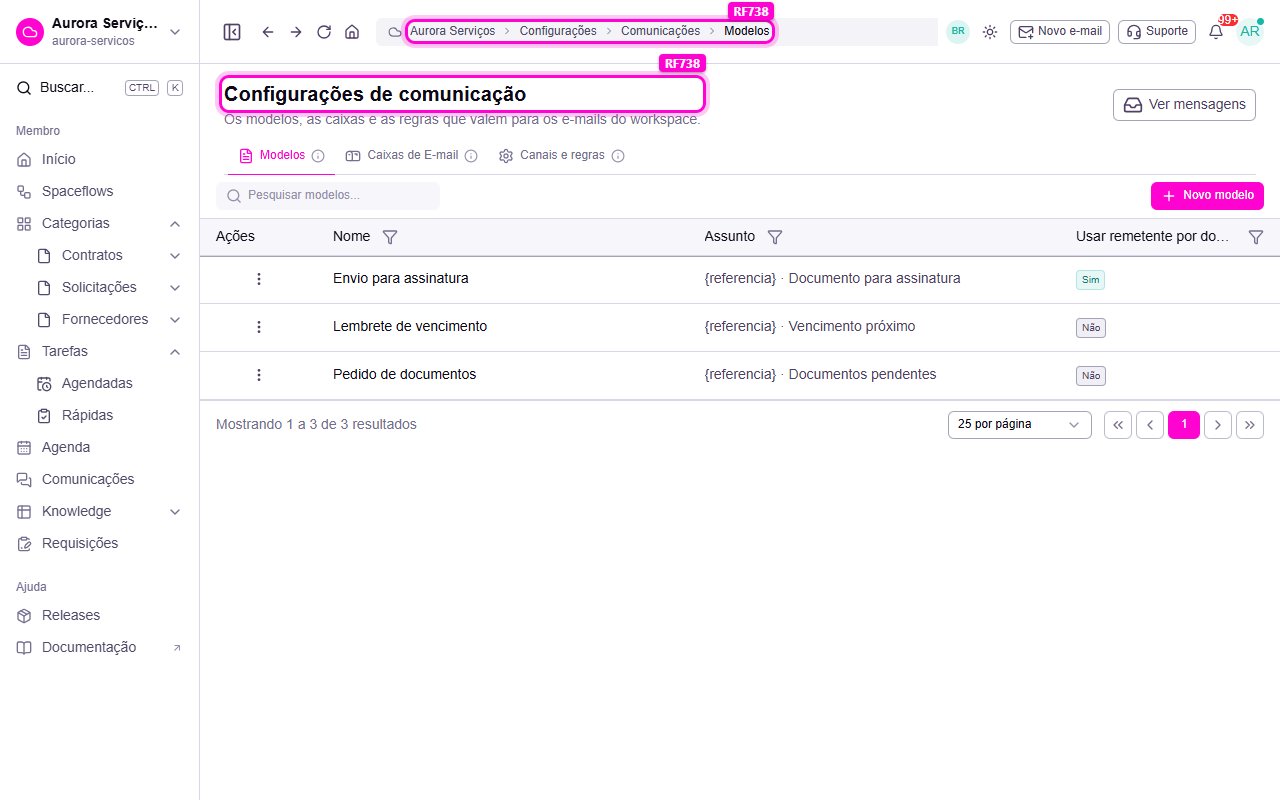 Aurora Serviç...
aurora-servicos
Buscar...
CTRL K
Membro
Início
Spaceflows
Categorias
Contratos
Solicitações
Fornecedores
Tarefas
Agendadas
Rápidas
Agenda
Comunicações
Knowledge
Requisições
Ajuda
Releases
Documentação
RF738
Aurora Serviços > Configurações > Comunicações > Modelos
BR
Novo e-mail
Suporte
99+
AR
RF738
Configurações de comunicação
Os modelos, as caixas e as regras que valem para os e-mails do workspace.
Ver mensagens
Modelos
Caixas de E-mail
Canais e regras
Pesquisar modelos...
Novo modelo
Ações Nome Assunto Usar remetente por do...
Envio para assinatura {referencia} · Documento para assinatura Sim
Lembrete de vencimento {referencia} · Vencimento próximo Não
Pedido de documentos {referencia} · Documentos pendentes Não
Mostrando 1 a 3 de 3 resultados
25 por página
1